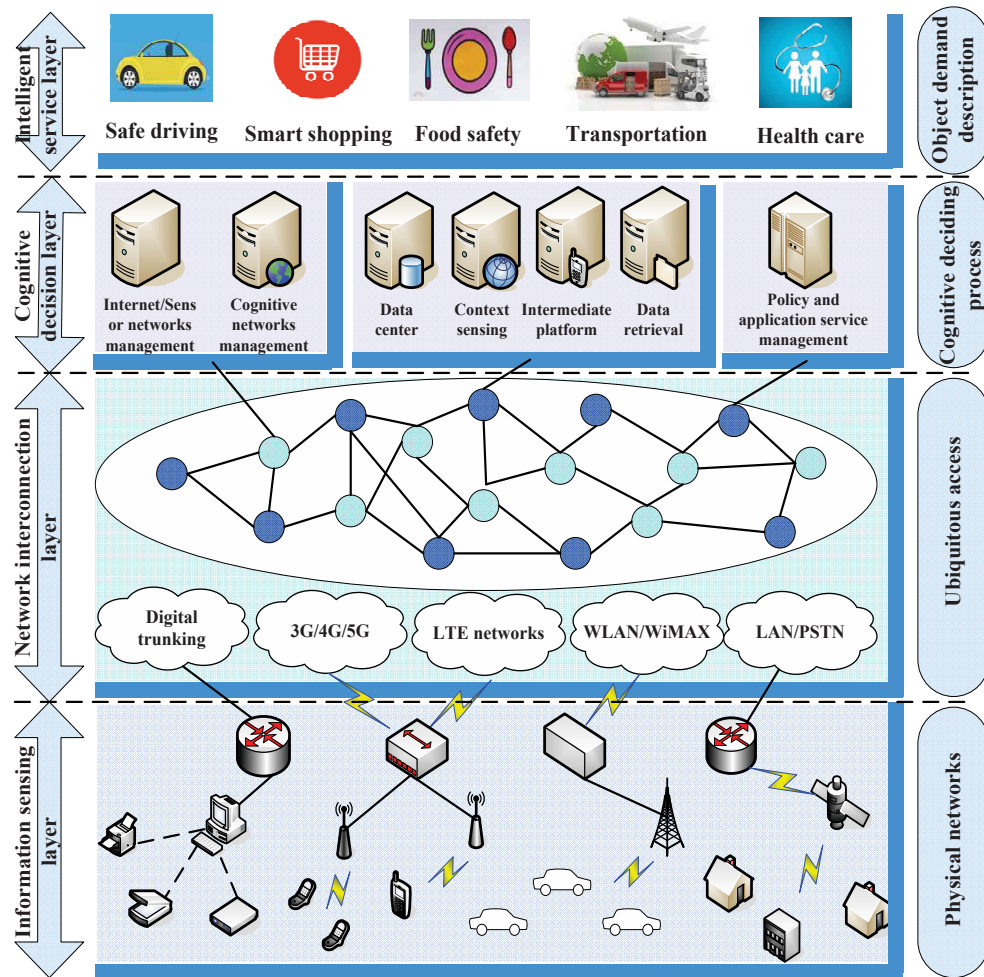 Intelligent
service layer
Safe driving
Smart shopping
Food safety
Transportation
Health care
Object demand
description
Cognitive
decision layer
Internet/Sens
or networks
management
Cognitive
networks
management
Data
center
Context
sensing
Intermediate
platform
Data
retrieval
Policy and
application service
management
Cognitive deciding
process
Network interconnection
layer
Digital
trunking
3G/4G/5G
LTE networks
WLAN/WiMAX
LAN/PSTN
Ubiquitous access
Information sensing
layer
Physical networks